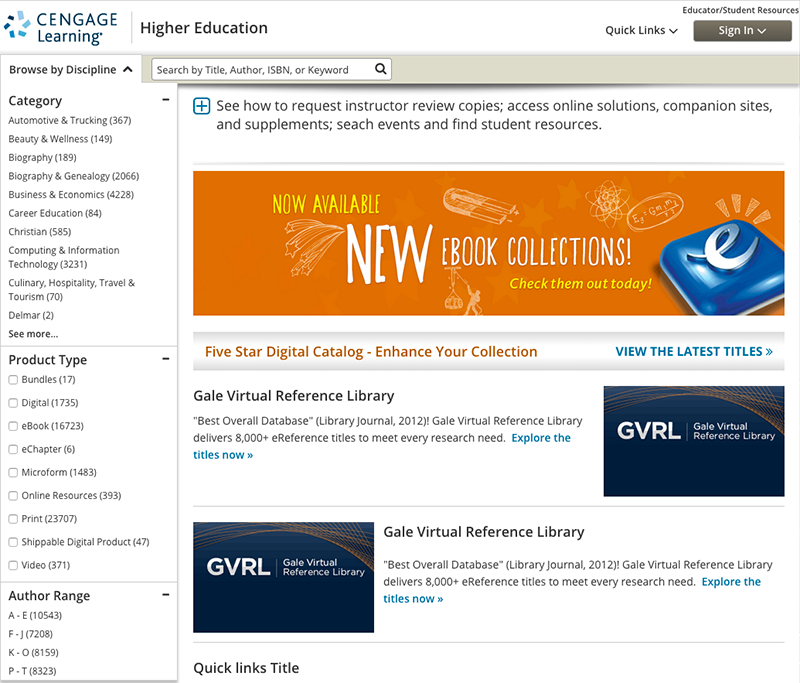 Educator/Student Resources
CENGAGE
Learning
Higher Education
Quick Links
Sign In
Browse by Discipline
Search by Title, Author, ISBN, or Keyword
Category
Automotive & Trucking (367)
Beauty & Wellness (149)
Biography (189)
Biography & Genealogy (2066)
Business & Economics (4228)
Career Education (84)
Christian (585)
Computing & Information
Technology (3231)
Culinary, Hospitality, Travel &
Tourism (70)
Delmar (2)
See more...
Product Type
Bundles (17)
Digital (1735)
eBook (16723)
eChapter (6)
Microform (1483)
Online Resources (393)
Print (23707)
Shippable Digital Product (47)
Video (371)
Author Range
A - E (10543)
F - J (7208)
K - O (8159)
P - T (8323)
See how to request instructor review copies; access online solutions, companion sites,
and supplements; seach events and find student resources.
NOW AVAILABLE
NEW EBOOK COLLECTIONS!
Check them out today!
e
Five Star Digital Catalog - Enhance Your Collection
VIEW THE LATEST TITLES »
Gale Virtual Reference Library
"Best Overall Database" (Library Journal, 2012)! Gale Virtual Reference Library
delivers 8,000+ eReference titles to meet every research need. Explore the
titles now »
GVRL | Gale Virtual
Reference Library
GVRL | Gale Virtual
Reference Library
Gale Virtual Reference Library
"Best Overall Database" (Library Journal, 2012)! Gale Virtual Reference Library
delivers 8,000+ eReference titles to meet every research need. Explore the
titles now »
Quick links Title